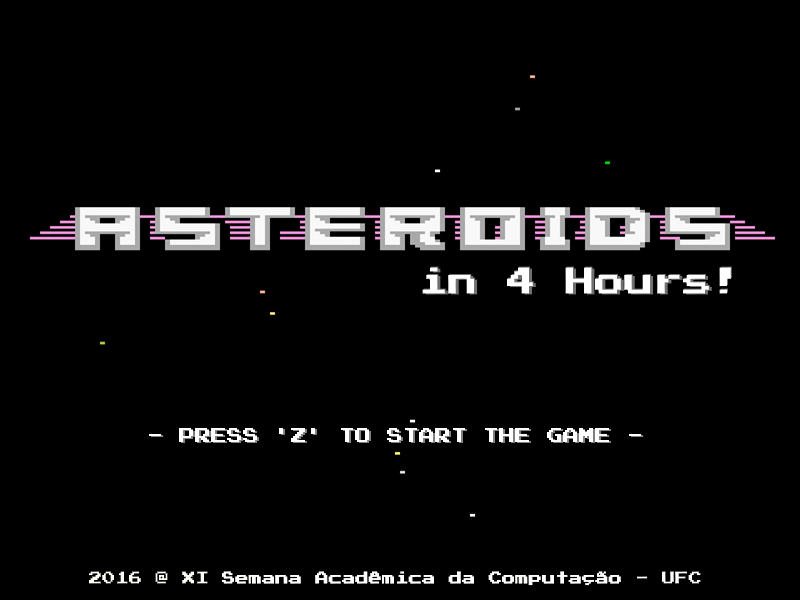 ASTEROIDS
in 4 Hours!
- PRESS 'Z' TO START THE GAME -
2016 @ XI Semana Acadêmica da Computação - UFC